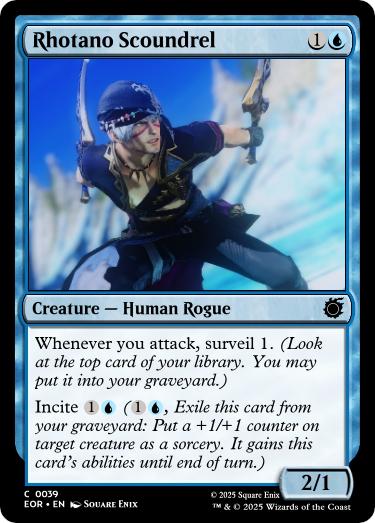 Rhotano Scoundrel 1
Creature — Human Rogue
Whenever you attack, surveil 1. (Look
at the top card of your library. You may
put it into your graveyard.)
Incite 1 (1, Exile this card from
your graveyard: Put a +1/+1 counter on
target creature as a sorcery. It gains this
card's abilities until end of turn.)
2/1
C 0039
EOR • EN SQUARE ENIX
© 2025 Square Enix
™ & © 2025 Wizards of the Coast